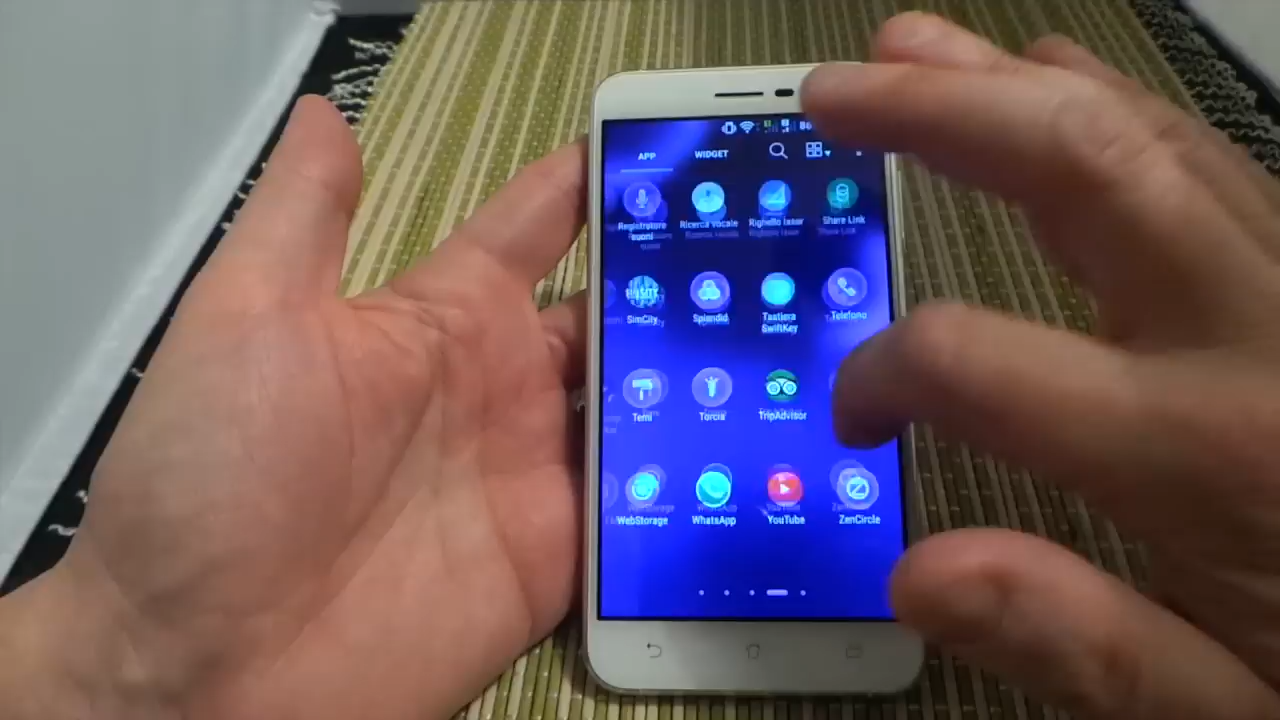 86
APP WIDGET
Registratore suoni
Ricerca vocale
Righello laser
Share Link
SimCity
Splendid
Tastiera SwiftKey
Telefono
Temi
Torcia
TripAdvisor
WebStorage
WhatsApp
YouTube
ZenCircle